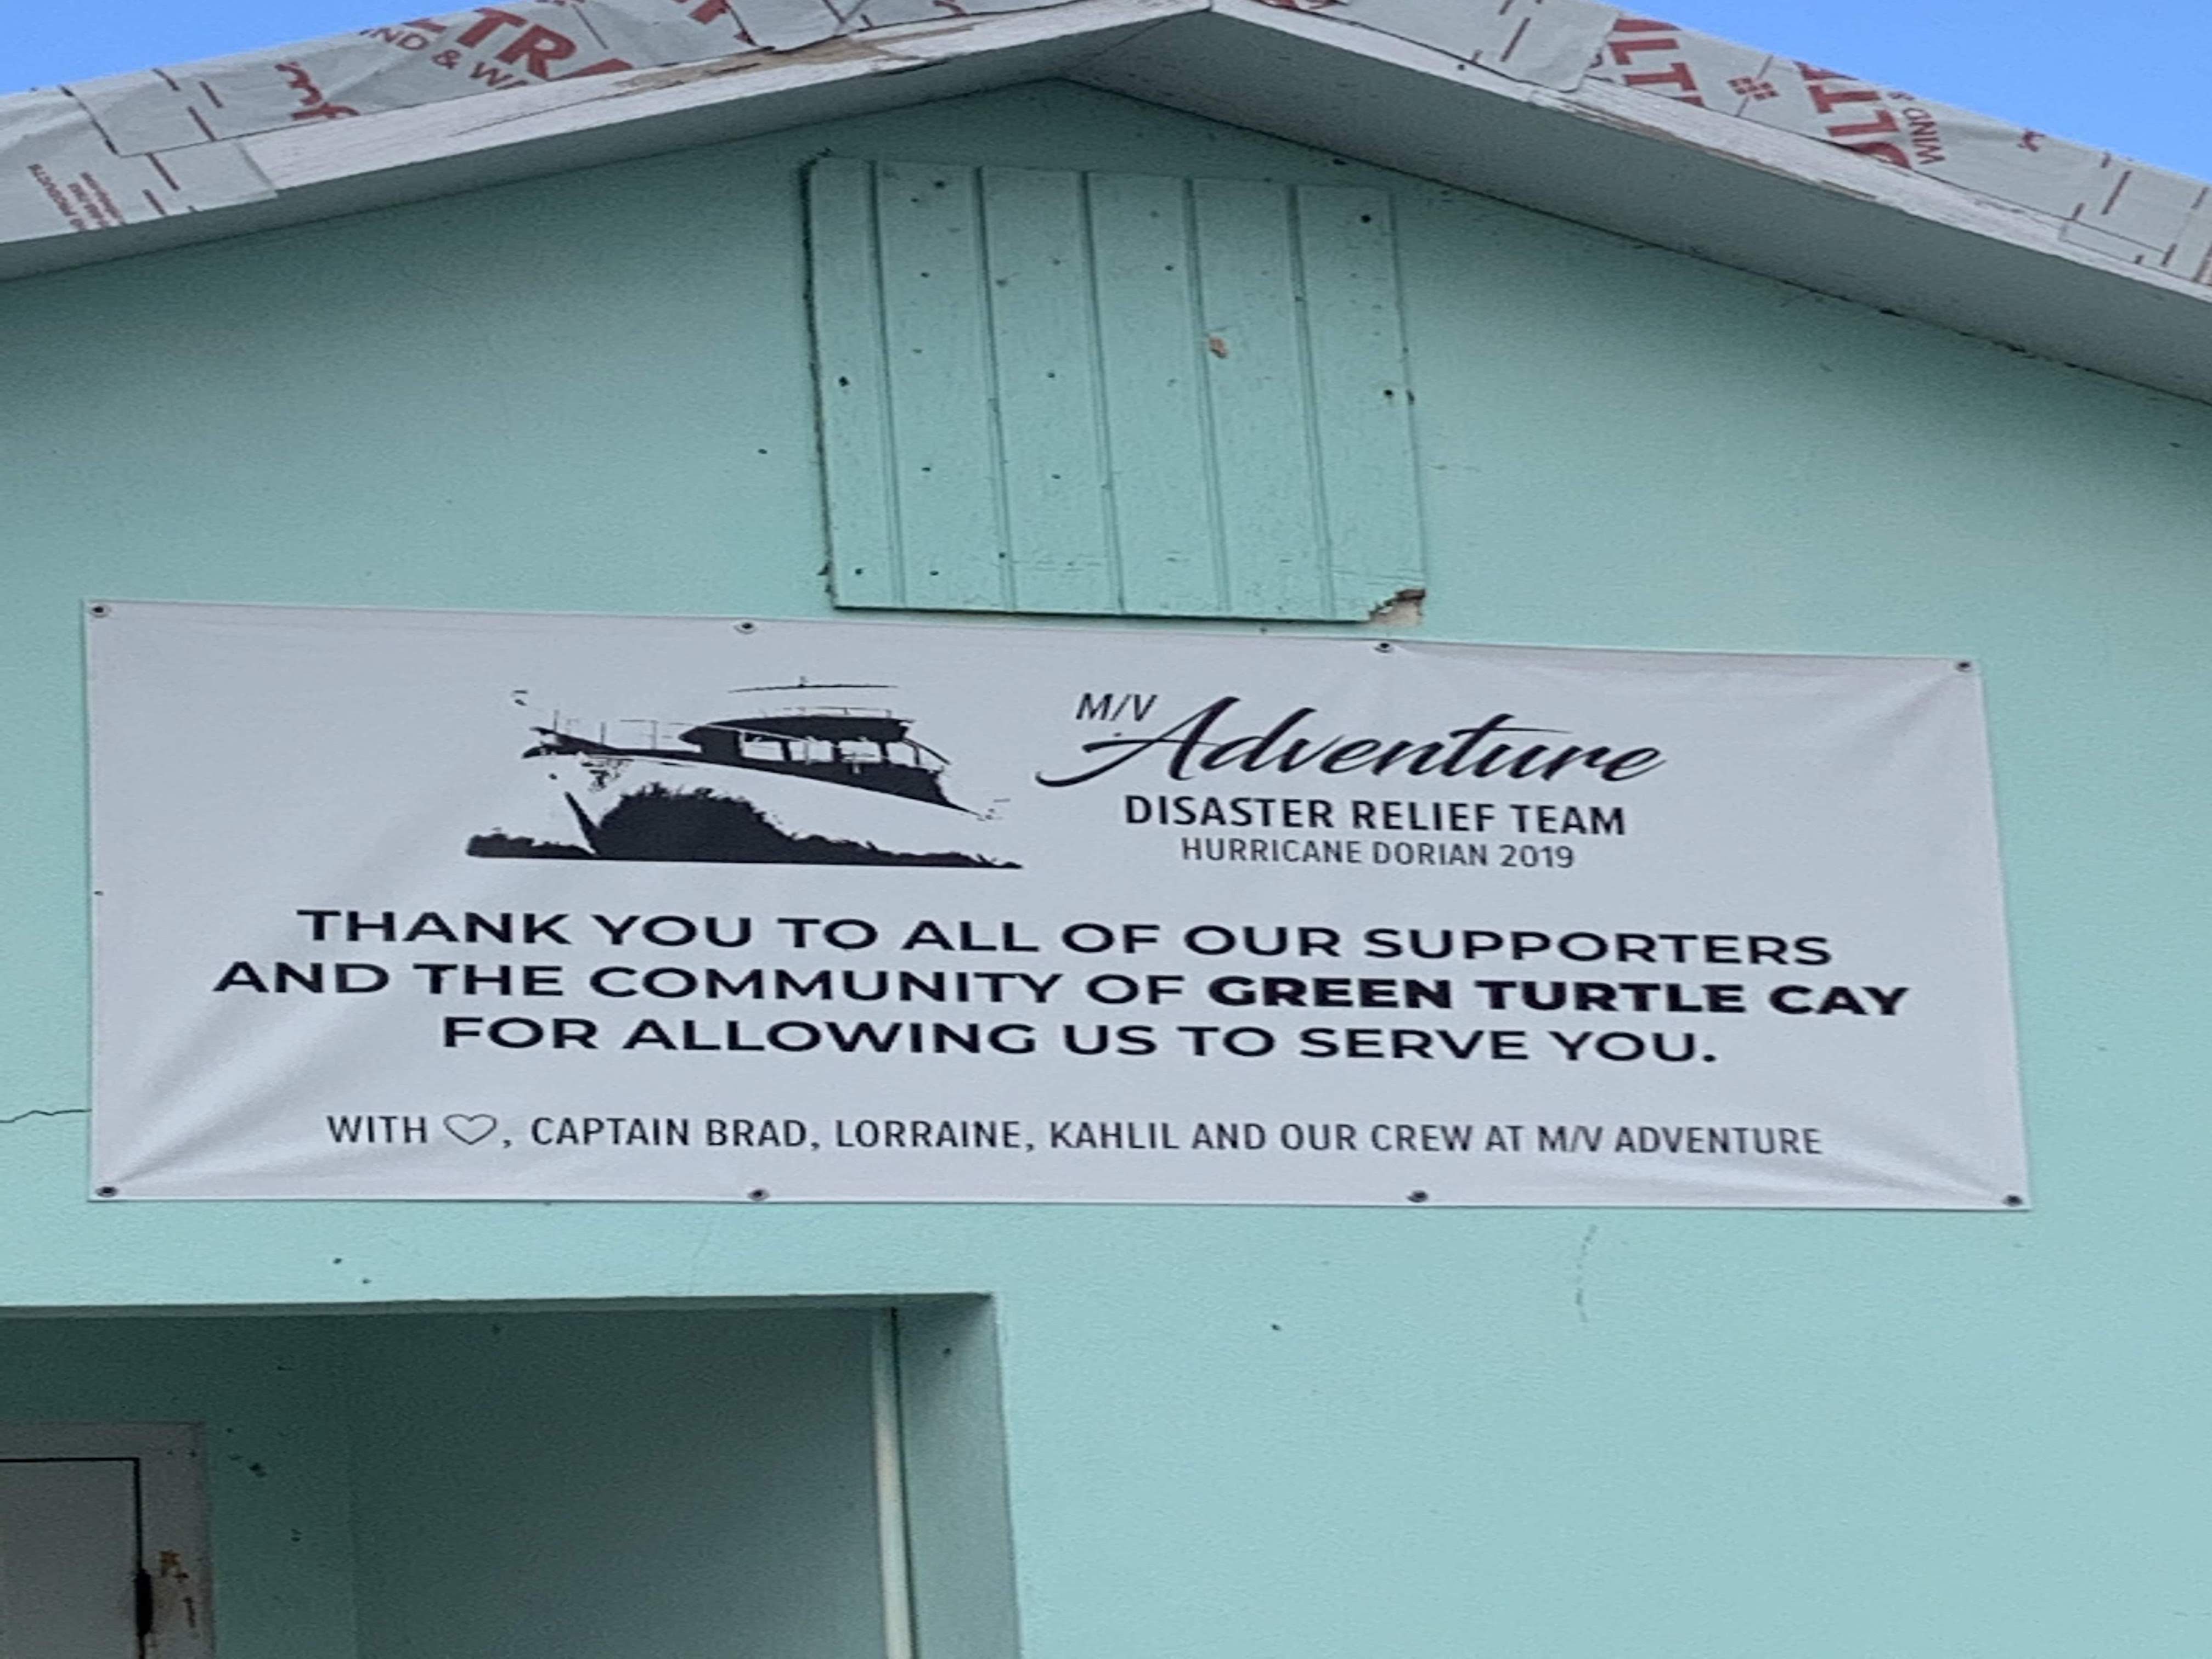 M/V Adventure
DISASTER RELIEF TEAM
HURRICANE DORIAN 2019
THANK YOU TO ALL OF OUR SUPPORTERS
AND THE COMMUNITY OF GREEN TURTLE CAY
FOR ALLOWING US TO SERVE YOU.
WITH ♡, CAPTAIN BRAD, LORRAINE, KAHLIL AND OUR CREW AT M/V ADVENTURE